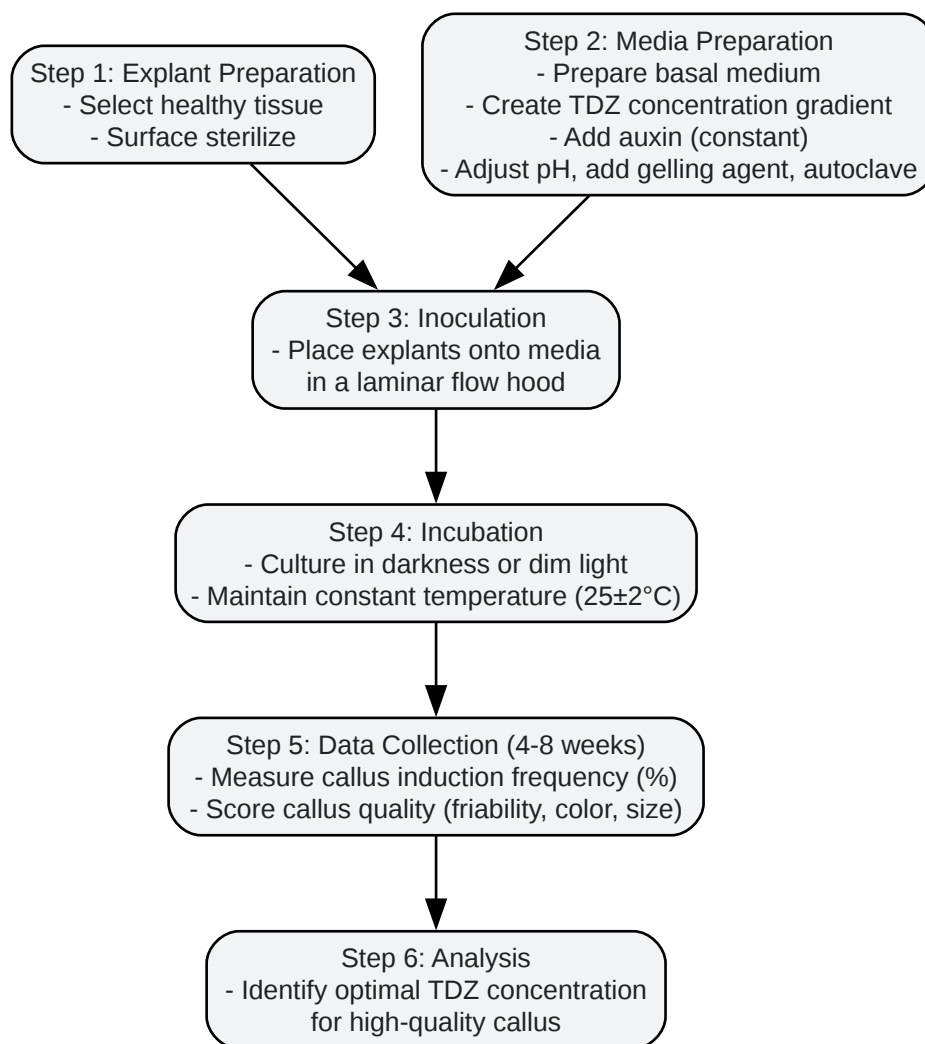 Step 1: Explant Preparation
- Select healthy tissue
- Surface sterilize
Step 2: Media Preparation
- Prepare basal medium
- Create TDZ concentration gradient
- Add auxin (constant)
- Adjust pH, add gelling agent, autoclave
Step 3: Inoculation
- Place explants onto media
in a laminar flow hood
Step 4: Incubation
- Culture in darkness or dim light
- Maintain constant temperature (25±2°C)
Step 5: Data Collection (4-8 weeks)
- Measure callus induction frequency (%)
- Score callus quality (friability, color, size)
Step 6: Analysis
- Identify optimal TDZ concentration
for high-quality callus